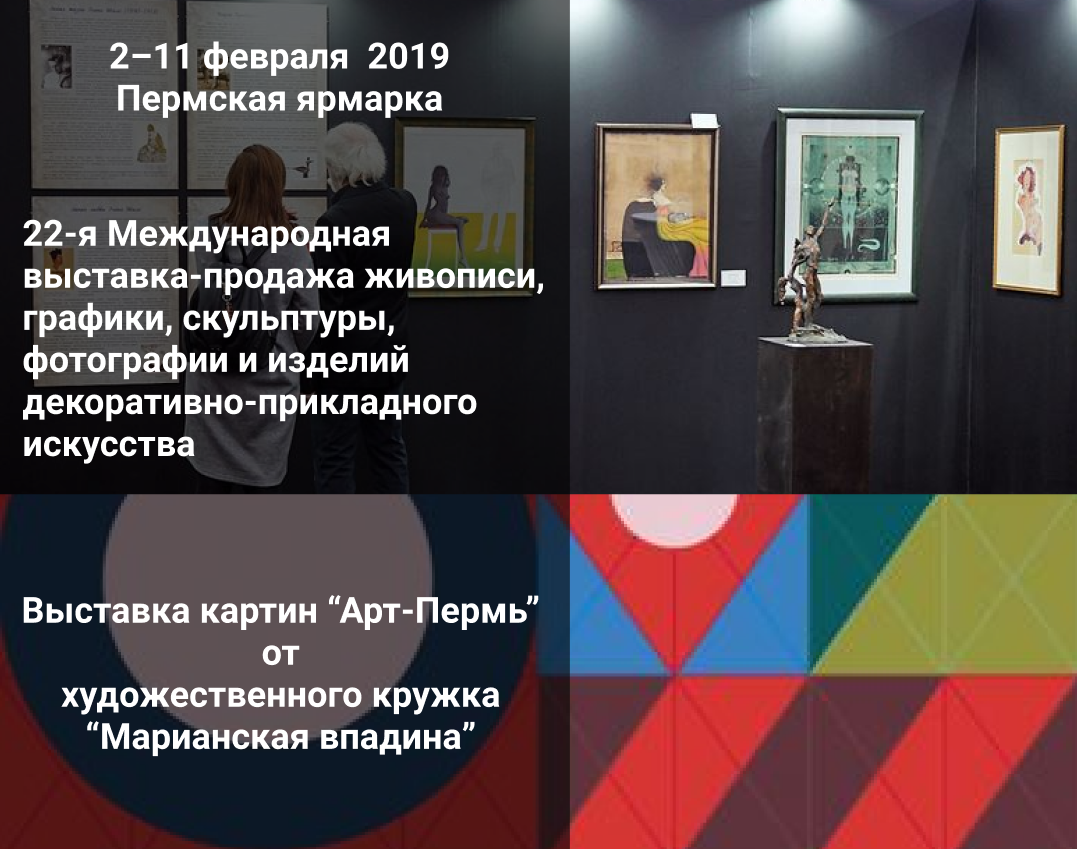 2–11 февраля 2019
Пермская ярмарка
22-я Международная
выставка-продажа живописи,
графики, скульптуры,
фотографии и изделий
декоративно-прикладного
искусства
Выставка картин “Арт-Пермь”
от
художественного кружка
“Марианская впадина”